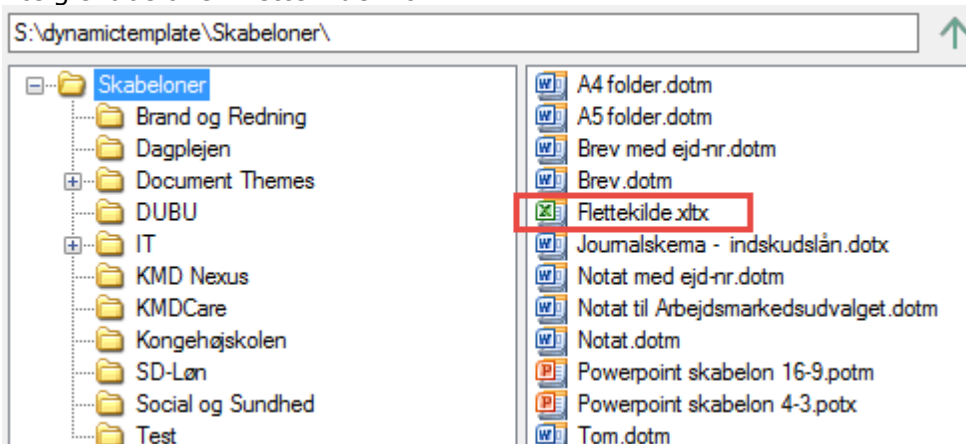 S:\dynamictemplate\Skabeloner\
Skabeloner
Brand og Redning
Dagplejen
Document Themes
DUBU
IT
KMD Nexus
KMDCare
Kongehøjskolen
SD-Løn
Social og Sundhed
Test
A4 folder.dotm
A5 folder.dotm
Brev med ejd-nr.dotm
Brev.dotm
Flettekilde.xltx
Journalskema - indskudslån.dotx
Notat med ejd-nr.dotm
Notat til Arbejdsmarkedsudvalget.dotm
Notat.dotm
Powerpoint skabelon 16-9.potm
Powerpoint skabelon 4-3.potx
Tom.dotm